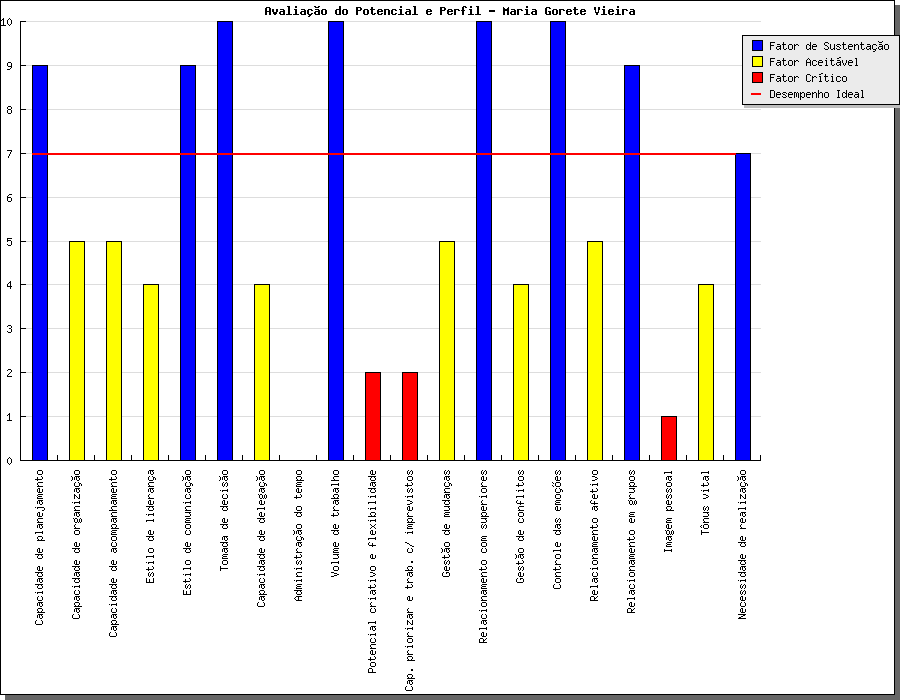 Avaliação do Potencial e Perfil - Maria Gorete Vieira
10
9
8
7
6
5
4
3
2
1
0
Fator de Sustentação
Fator Aceitável
Fator Crítico
Desempenho Ideal
Capacidade de planejamento
Capacidade de organização
Capacidade de acompanhamento
Estilo de liderança
Estilo de comunicação
Tomada de decisão
Capacidade de delegação
Administração do tempo
Volume de trabalho
Potencial criativo e flexibilidade
Cap. priorizar e trab. c/ imprevistos
Gestão de mudanças
Relacionamento com superiores
Gestão de conflitos
Controle das emoções
Relacionamento afetivo
Relacionamento em grupos
Imagem pessoal
Tônus vital
Necessidade de realização